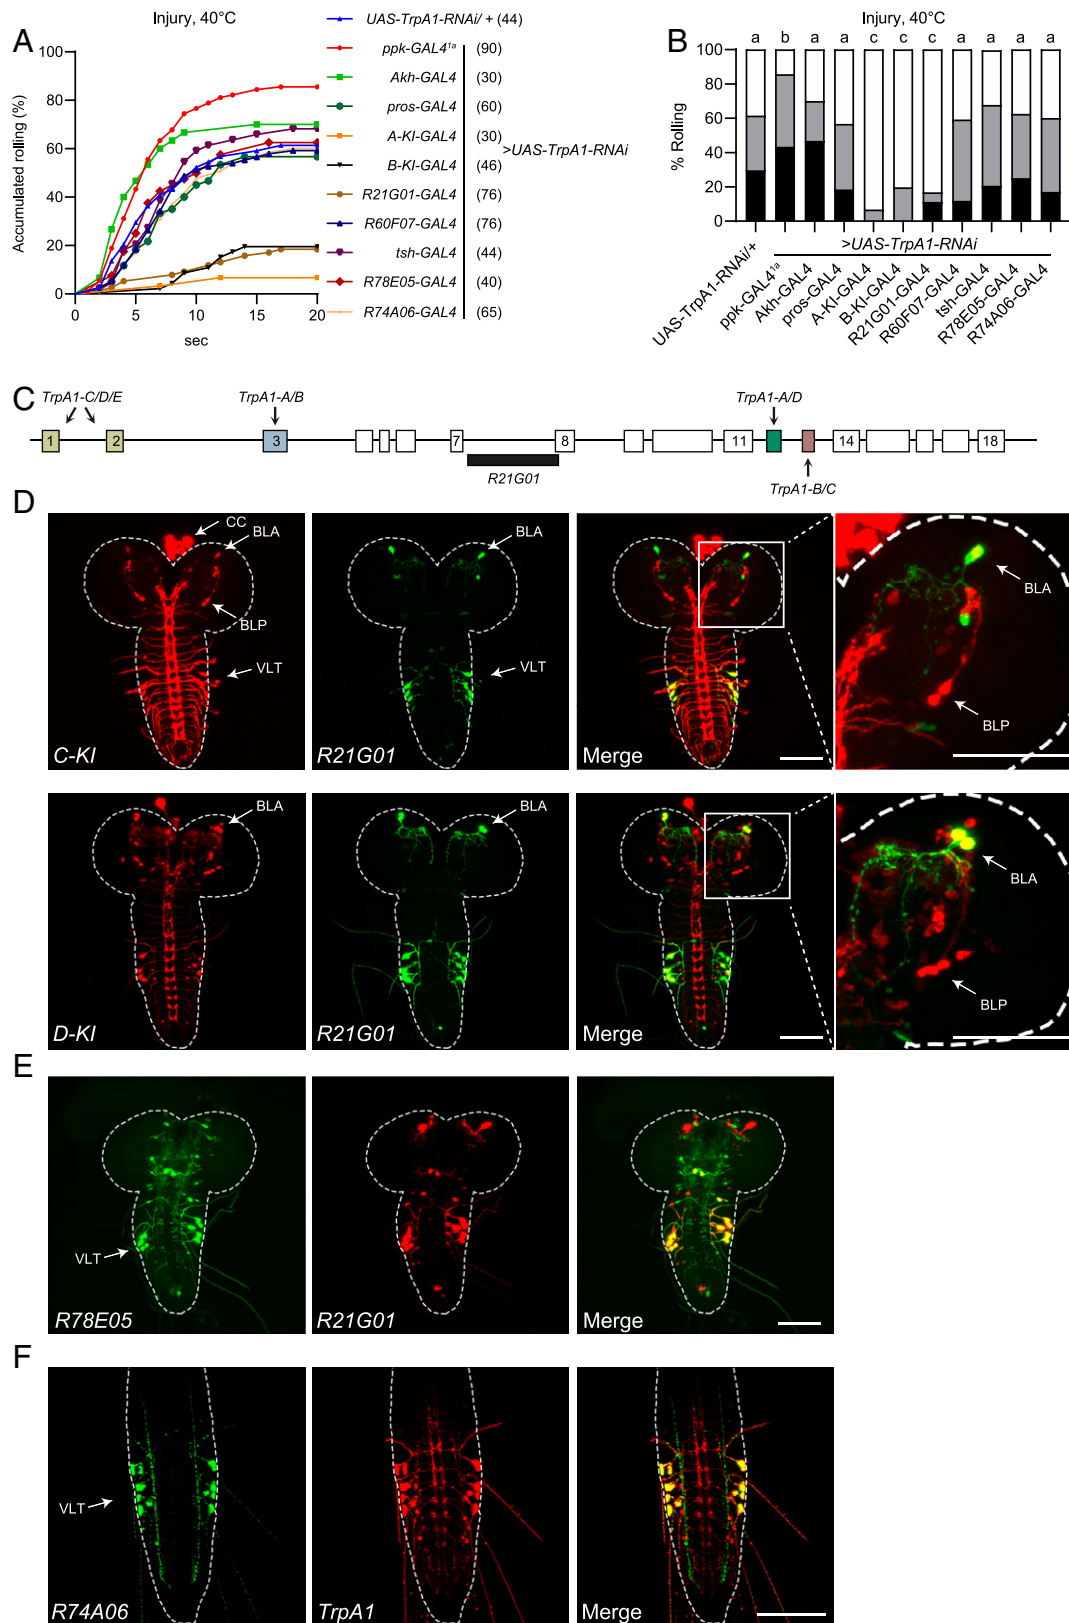 A
Injury, 40°C
Accumulated rolling (%)
100
80
60
40
20
0
0 5 10 15 20
sec
UAS-TrpA1-RNAi/ + (44)
ppk-GAL4¹ᵃ (90)
Akh-GAL4 (30)
pros-GAL4 (60)
A-KI-GAL4 (30)
B-KI-GAL4 (46)
R21G01-GAL4 (76)
R60F07-GAL4 (76)
tsh-GAL4 (44)
R78E05-GAL4 (40)
R74A06-GAL4 (65)
>UAS-TrpA1-RNAi
B
Injury, 40°C
a b a a c c c a a a a
% Rolling
100
80
60
40
20
0
>UAS-TrpA1-RNAi
UAS-TrpA1-RNAi/+
ppk-GAL4¹ᵃ
Akh-GAL4
pros-GAL4
A-KI-GAL4
B-KI-GAL4
R21G01-GAL4
R60F07-GAL4
tsh-GAL4
R78E05-GAL4
R74A06-GAL4
C
TrpA1-C/D/E
TrpA1-A/B
TrpA1-A/D
1 2 3 7 8 11 14 18
R21G01
TrpA1-B/C
D
CC
BLA
BLP
VLT
C-KI
BLA
VLT
R21G01
Merge
BLA
BLP
BLA
D-KI
BLA
R21G01
Merge
BLA
BLP
E
VLT
R78E05
R21G01
Merge
F
VLT
R74A06
TrpA1
Merge